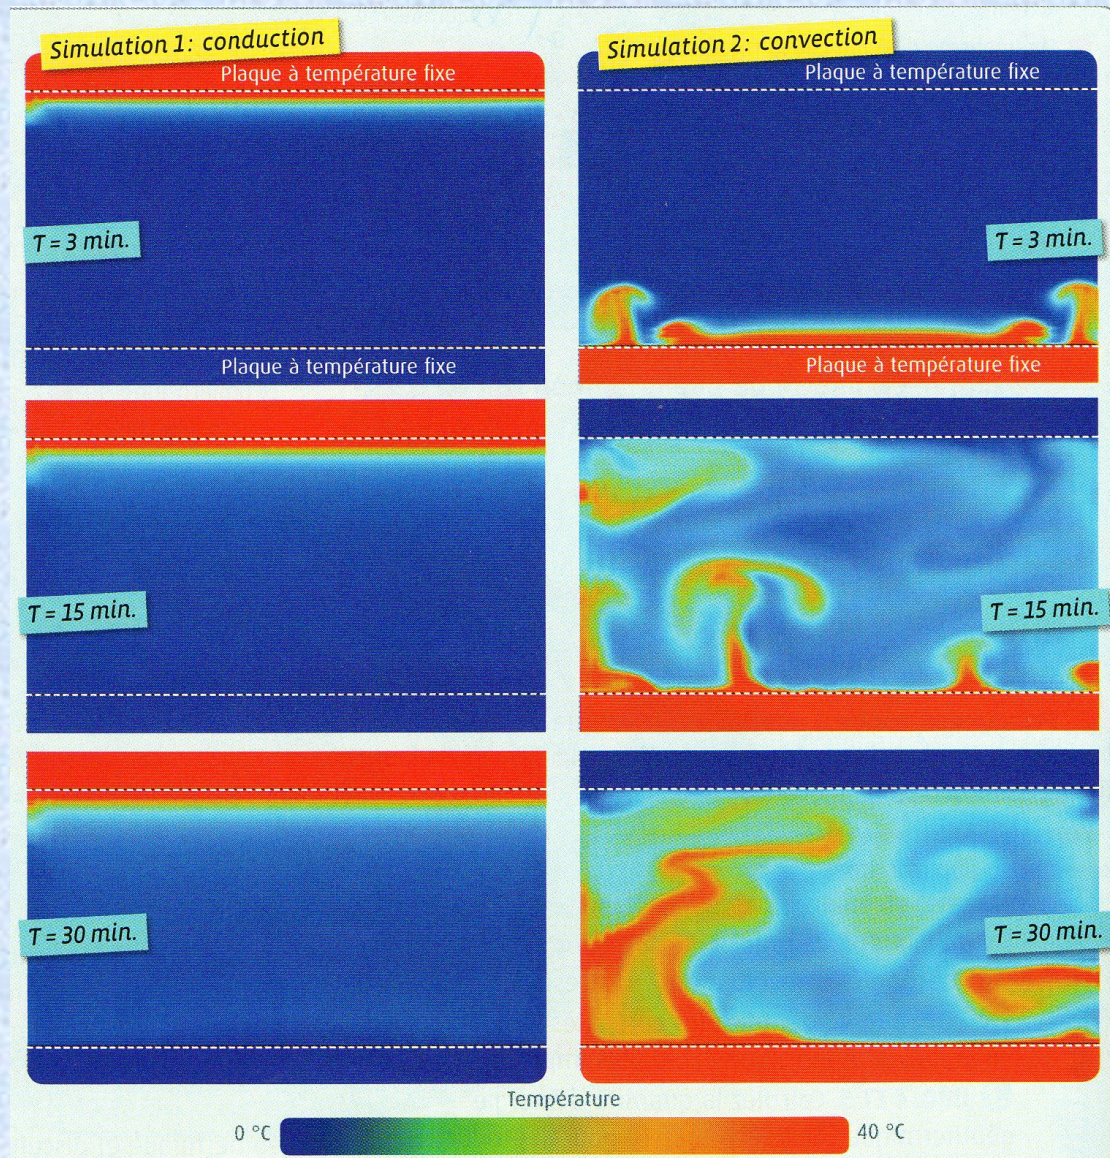 Simulation 1: conduction
Plaque à température fixe
T = 3 min.
Plaque à température fixe
T = 15 min.
T = 30 min.
Simulation 2: convection
Plaque à température fixe
T = 3 min.
Plaque à température fixe
T = 15 min.
T = 30 min.
Température
0 °C
40 °C